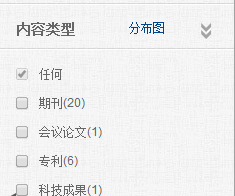 内容类型 分布图
任何
期刊(20)
会议论文(1)
专利(6)
科技成果(1)